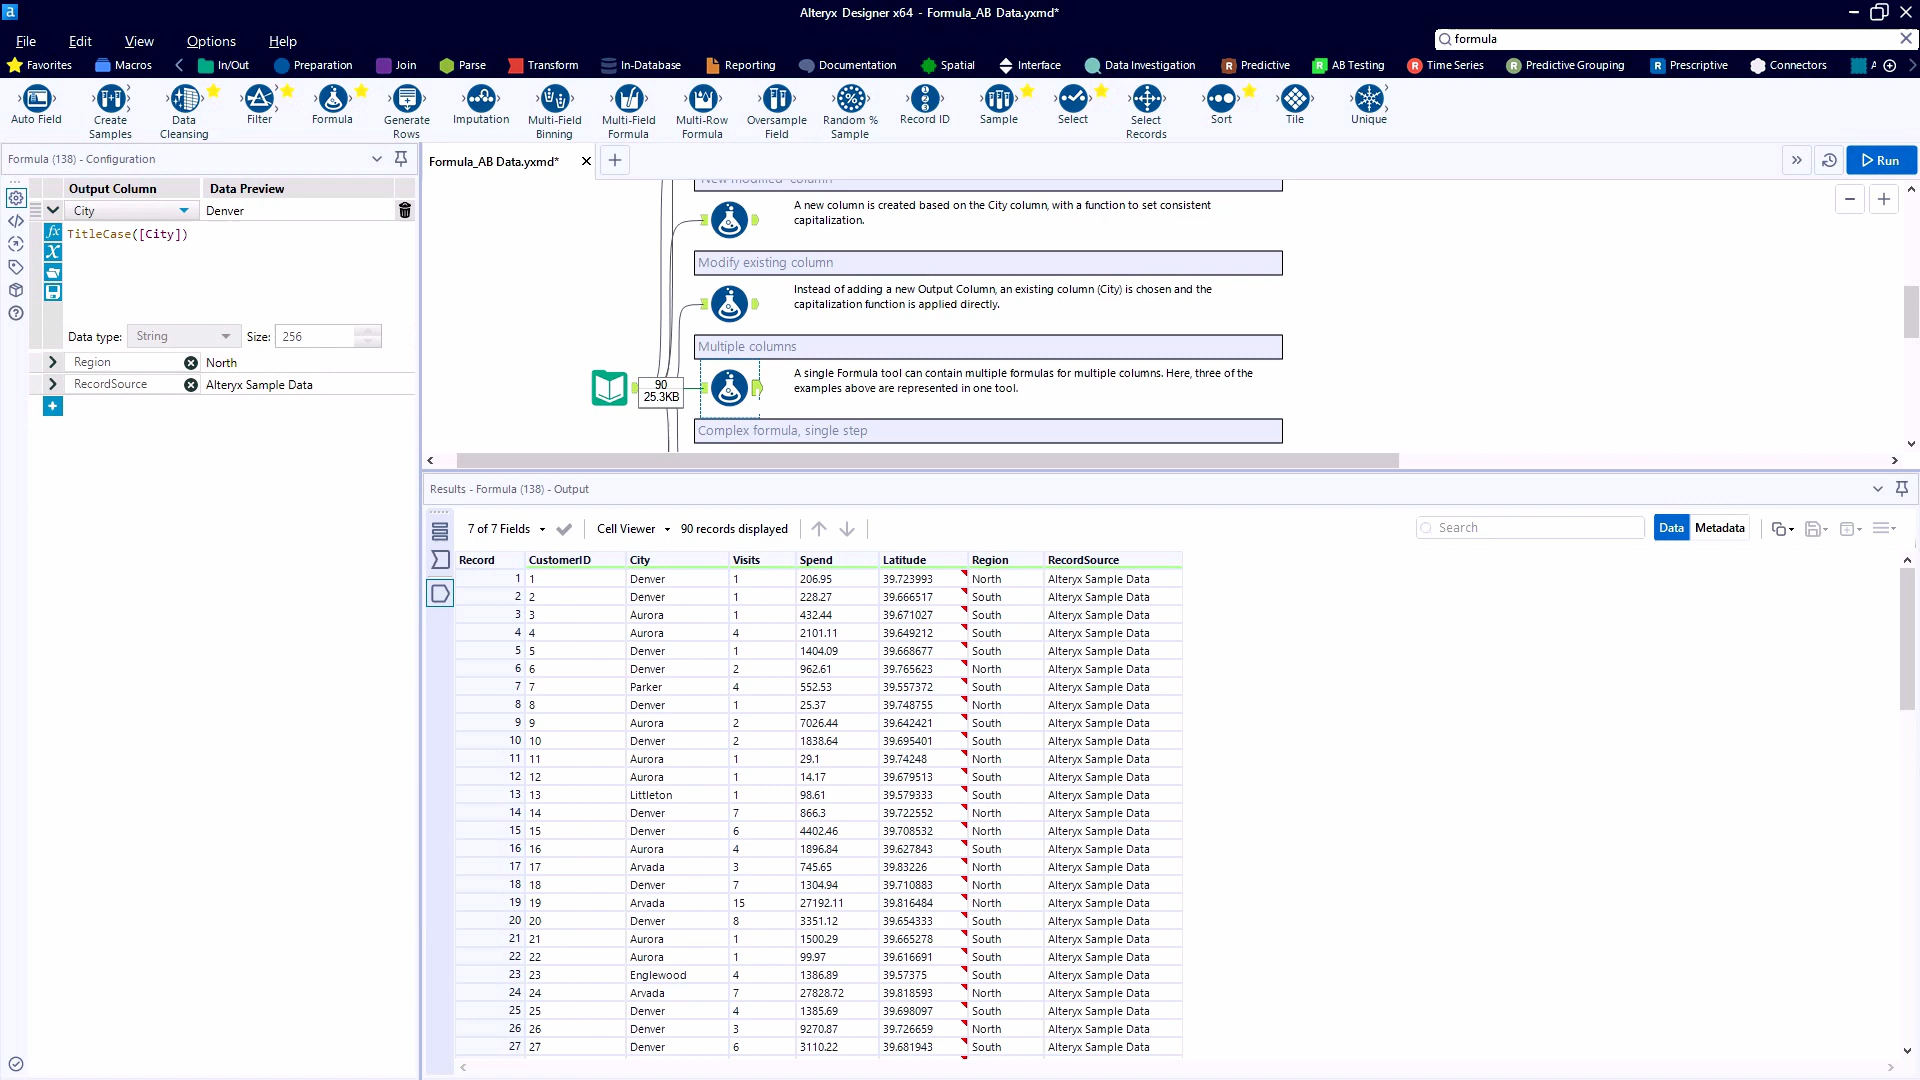 Alteryx Designer x64 - Formula_AB Data.yxmd*
File Edit View Options Help
formula
Favorites Macros In/Out Preparation Join Parse Transform In-Database Reporting Documentation Spatial Interface Data Investigation Predictive AB Testing Time Series Predictive Grouping Prescriptive Connectors A
Auto Field
Create Samples
Data Cleansing
Filter
Formula
Generate Rows
Imputation
Multi-Field Binning
Multi-Field Formula
Multi-Row Formula
Oversample Field
Random % Sample
Record ID
Sample
Select
Select Records
Sort
Tile
Unique
Formula (138) - Configuration
Output Column Data Preview
City Denver
TitleCase([City])
Data type: String Size: 256
Region North
RecordSource Alteryx Sample Data
Formula_AB Data.yxmd*
Run
New modified column
A new column is created based on the City column, with a function to set consistent
capitalization.
Modify existing column
Instead of adding a new Output Column, an existing column (City) is chosen and the
capitalization function is applied directly.
Multiple columns
90
25.3KB
A single Formula tool can contain multiple formulas for multiple columns. Here, three of the
examples above are represented in one tool.
Complex formula, single step
Results - Formula (138) - Output
7 of 7 Fields Cell Viewer 90 records displayed Search Data Metadata
Record CustomerID City Visits Spend Latitude Region RecordSource
1 1 Denver 1 206.95 39.723993 North Alteryx Sample Data
2 2 Denver 1 228.27 39.666517 South Alteryx Sample Data
3 3 Aurora 1 432.44 39.671027 South Alteryx Sample Data
4 4 Aurora 4 2101.11 39.649212 South Alteryx Sample Data
5 5 Denver 1 1404.09 39.668677 South Alteryx Sample Data
6 6 Denver 2 962.61 39.765623 North Alteryx Sample Data
7 7 Parker 4 552.53 39.557372 South Alteryx Sample Data
8 8 Denver 1 25.37 39.748755 North Alteryx Sample Data
9 9 Aurora 2 7026.44 39.642421 South Alteryx Sample Data
10 10 Denver 2 1838.64 39.695401 South Alteryx Sample Data
11 11 Aurora 1 29.1 39.74248 North Alteryx Sample Data
12 12 Aurora 1 14.17 39.679513 South Alteryx Sample Data
13 13 Littleton 1 98.61 39.579333 South Alteryx Sample Data
14 14 Denver 7 866.3 39.722552 North Alteryx Sample Data
15 15 Denver 6 4402.46 39.708532 North Alteryx Sample Data
16 16 Aurora 4 1896.84 39.627843 South Alteryx Sample Data
17 17 Arvada 3 745.65 39.83226 North Alteryx Sample Data
18 18 Denver 7 1304.94 39.710883 North Alteryx Sample Data
19 19 Arvada 15 27192.11 39.816484 North Alteryx Sample Data
20 20 Denver 8 3351.12 39.654333 South Alteryx Sample Data
21 21 Aurora 1 1500.29 39.665278 South Alteryx Sample Data
22 22 Aurora 1 99.97 39.616691 South Alteryx Sample Data
23 23 Englewood 4 1386.89 39.57375 South Alteryx Sample Data
24 24 Arvada 7 27828.72 39.818593 North Alteryx Sample Data
25 25 Denver 4 1385.69 39.698097 South Alteryx Sample Data
26 26 Denver 3 9270.87 39.726659 North Alteryx Sample Data
27 27 Denver 6 3110.22 39.681943 South Alteryx Sample Data